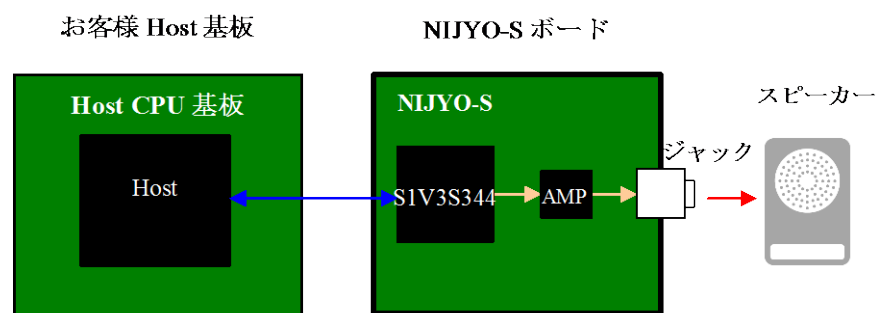 お客様 Host 基板
NIJYO-S ボード
Host CPU 基板
NIJYO-S
スピーカー
ジャック
Host
S1V3S344
AMP